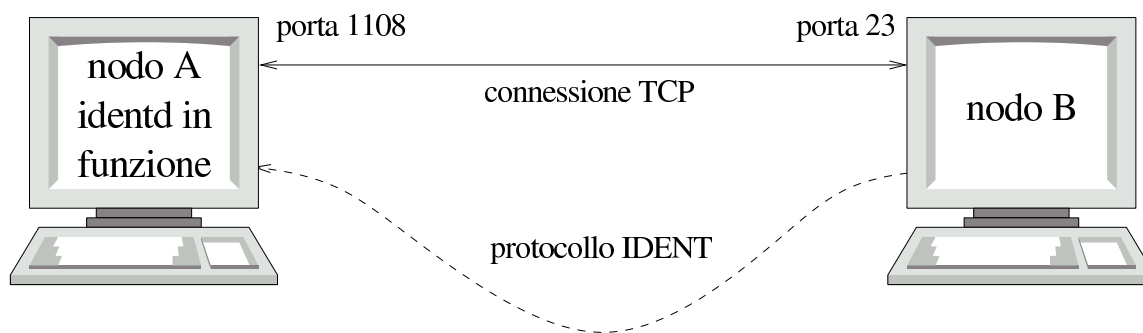 porta 1108
porta 23
nodo A
identd in
funzione
connessione TCP
nodo B
protocollo IDENT